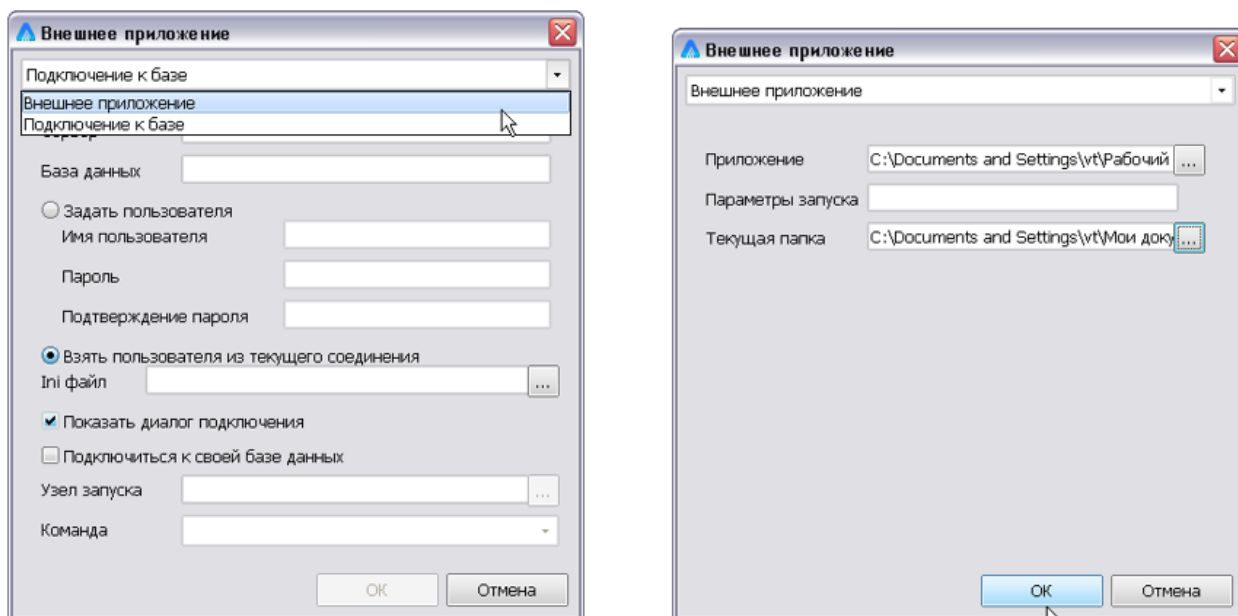 Внешнее приложение
Подключение к базе
Внешнее приложение
Подключение к базе
База данных
Задать пользователя
Имя пользователя
Пароль
Подтверждение пароля
Взять пользователя из текущего соединения
Ini файл
...
Показать диалог подключения
Подключиться к своей базе данных
Узел запуска
...
Команда
ОК
Отмена
Внешнее приложение
Внешнее приложение
Приложение C:\Documents and Settings\vt\Рабочий ...
Параметры запуска
Текущая папка C:\Documents and Settings\vt\Мои доку ...
ОК
Отмена